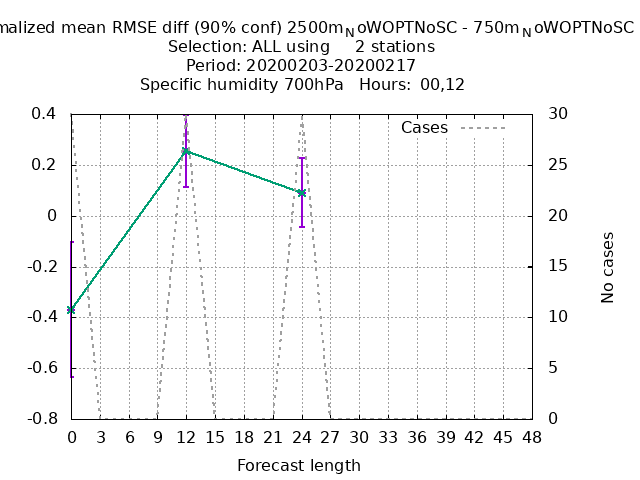 malized mean RMSE diff (90% conf) 2500mNoWOPTNoSC - 750mNoWOPTNoSC
Selection: ALL using 2 stations
Period: 20200203-20200217
Specific humidity 700hPa Hours: 00,12
Cases
0.4
0.2
0
-0.2
-0.4
-0.6
-0.8
30
25
20
15
10
5
0
No cases
0 3 6 9 12 15 18 21 24 27 30 33 36 39 42 45 48
Forecast length